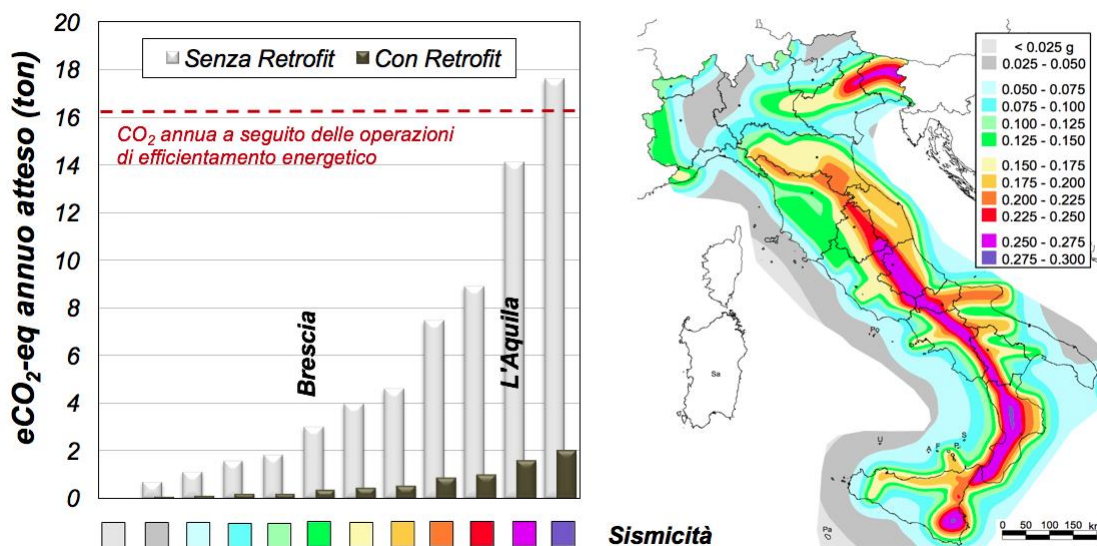 eCO₂-eq annuo atteso (ton)
20
18
16
14
12
10
8
6
4
2
0
Senza Retrofit
Con Retrofit
CO₂ annua a seguito delle operazioni
di efficientamento energetico
Brescia
L'Aquila
Sismicità
< 0.025 g
0.025 - 0.050
0.050 - 0.075
0.075 - 0.100
0.100 - 0.125
0.125 - 0.150
0.150 - 0.175
0.175 - 0.200
0.200 - 0.225
0.225 - 0.250
0.250 - 0.275
0.275 - 0.300
Po
Sa
U
A
F
P
S
Pa
0 50 100 150 km